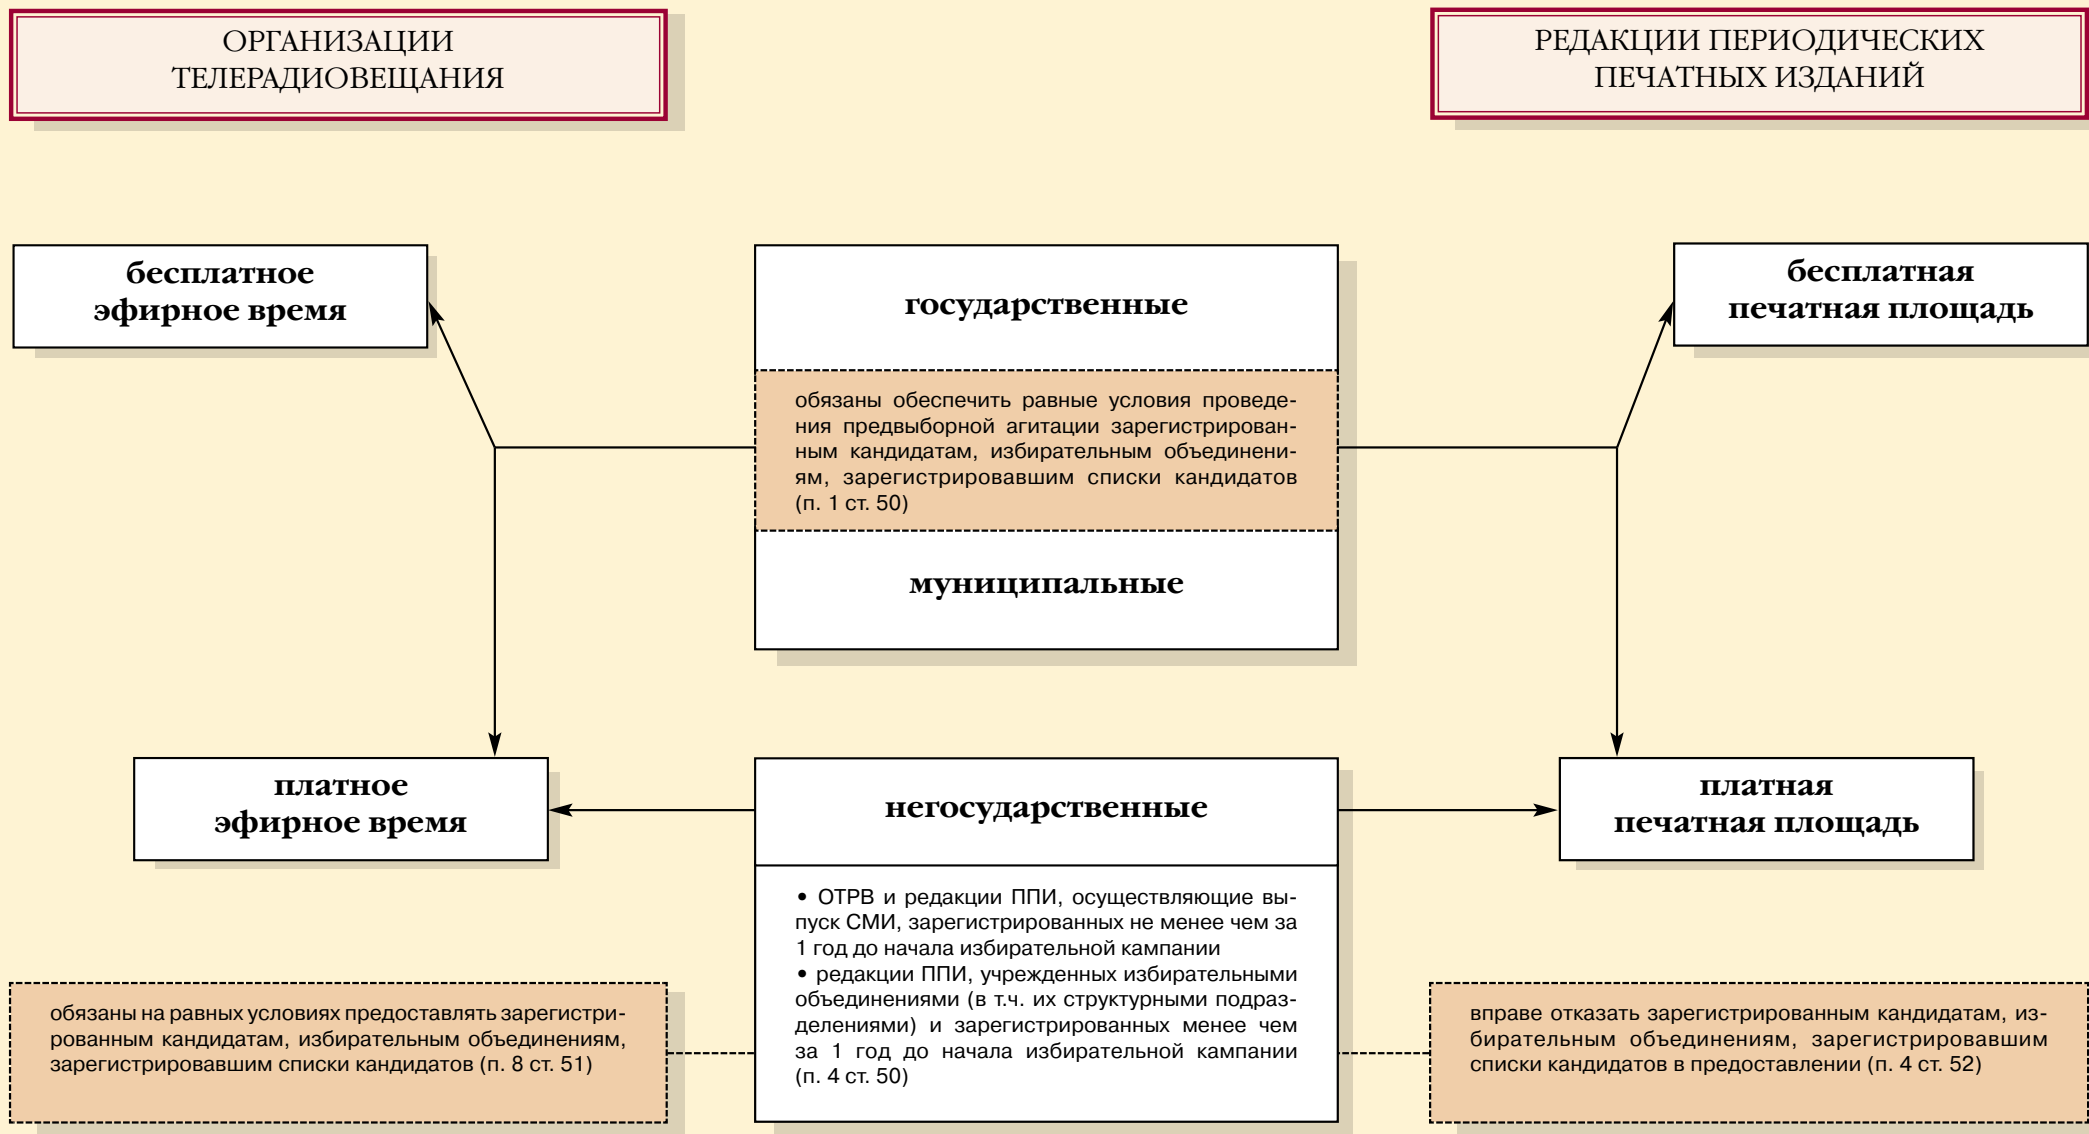 ОРГАНИЗАЦИИ
ТЕЛЕРАДИОВЕЩАНИЯ
РЕДАКЦИИ ПЕРИОДИЧЕСКИХ
ПЕЧАТНЫХ ИЗДАНИЙ
бесплатное
эфирное время
государственные
бесплатная
печатная площадь
обязаны обеспечить равные условия проведе-
ния предвыборной агитации зарегистрирован-
ным кандидатам, избирательным объединени-
ям, зарегистрировавшим списки кандидатов
(п. 1 ст. 50)
муниципальные
платное
эфирное время
негосударственные
платная
печатная площадь
• ОТРВ и редакции ППИ, осуществляющие вы-
пуск СМИ, зарегистрированных не менее чем за
1 год до начала избирательной кампании
• редакции ППИ, учрежденных избирательными
объединениями (в т.ч. их структурными подраз-
делениями) и зарегистрированных менее чем
за 1 год до начала избирательной кампании
(п. 4 ст. 50)
обязаны на равных условиях предоставлять зарегистри-
рованным кандидатам, избирательным объединениям,
зарегистрировавшим списки кандидатов (п. 8 ст. 51)
вправе отказать зарегистрированным кандидатам, из-
бирательным объединениям, зарегистрировавшим
списки кандидатов в предоставлении (п. 4 ст. 52)